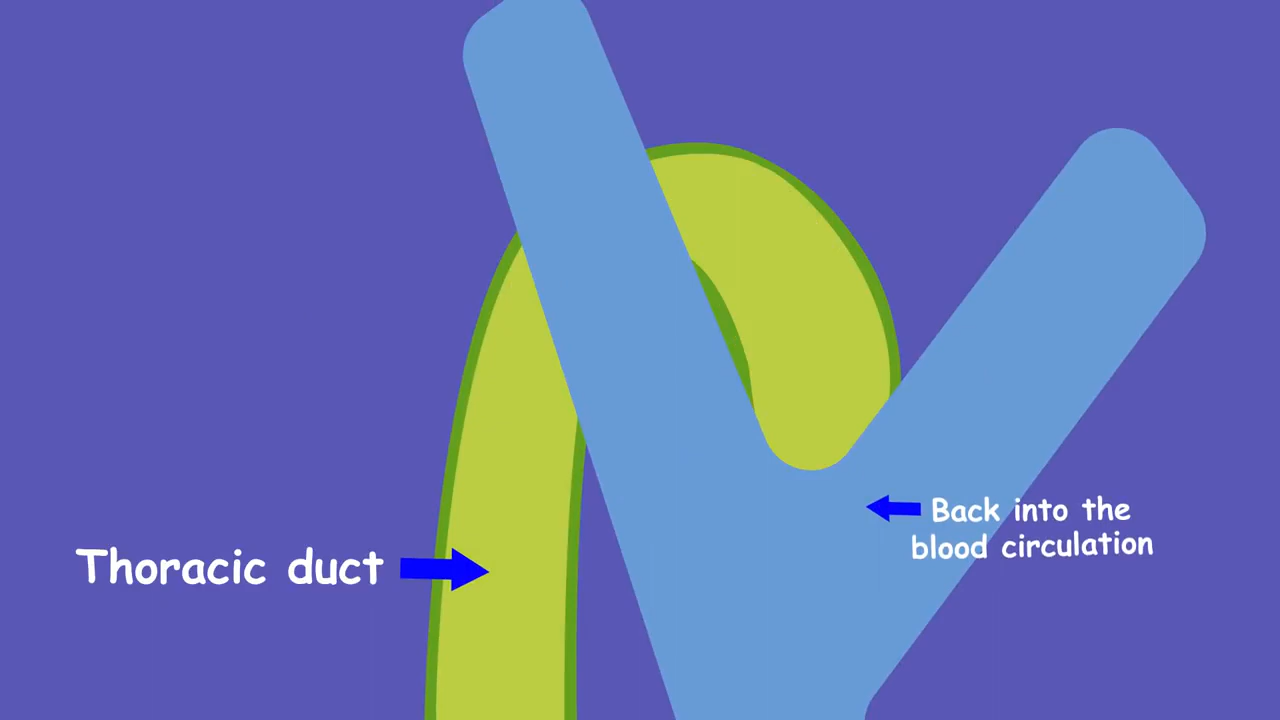 Back into the
blood circulation
Thoracic duct